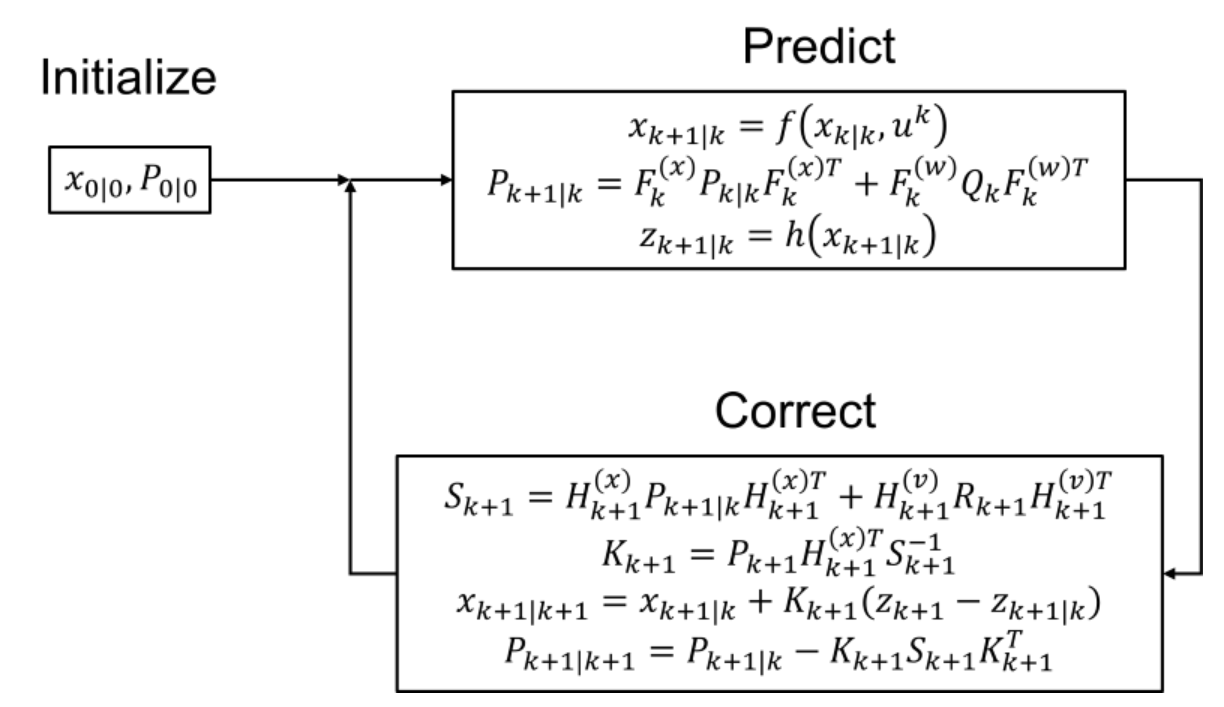 Initialize
x_{0|0}, P_{0|0}
Predict
x_{k+1|k} = f(x_{k|k}, u^k)
P_{k+1|k} = F_k^{(x)} P_{k|k} F_k^{(x)T} + F_k^{(w)} Q_k F_k^{(w)T}
z_{k+1|k} = h(x_{k+1|k})
Correct
S_{k+1} = H_{k+1}^{(x)} P_{k+1|k} H_{k+1}^{(x)T} + H_{k+1}^{(v)} R_{k+1} H_{k+1}^{(v)T}
K_{k+1} = P_{k+1} H_{k+1}^{(x)T} S_{k+1}^{-1}
x_{k+1|k+1} = x_{k+1|k} + K_{k+1}(z_{k+1} − z_{k+1|k})
P_{k+1|k+1} = P_{k+1|k} − K_{k+1} S_{k+1} K_{k+1}^T